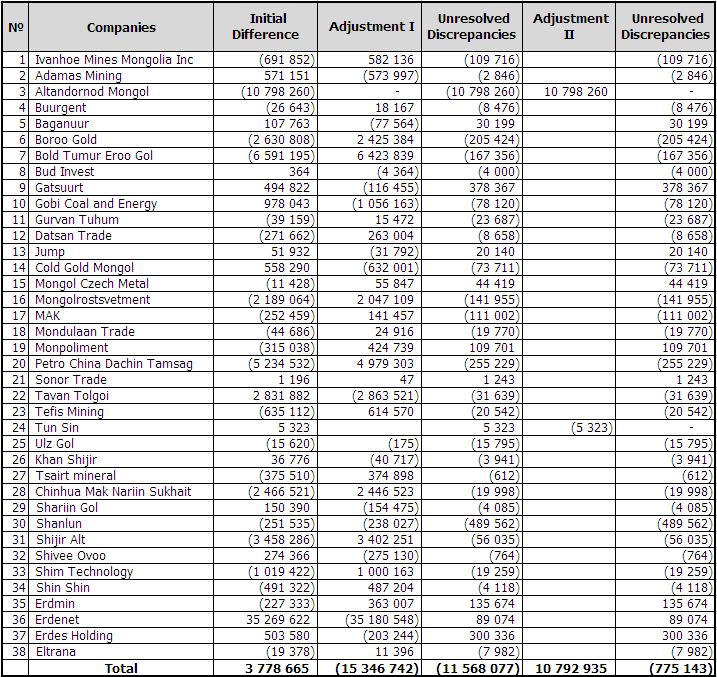 Nº Companies Initial Difference Adjustment I Unresolved Discrepancies Adjustment II Unresolved Discrepancies
1 Ivanhoe Mines Mongolia Inc (691 852) 582 136 (109 716) (109 716)
2 Adamas Mining 571 151 (573 997) (2 846) (2 846)
3 Altandornod Mongol (10 798 260) - (10 798 260) 10 798 260 -
4 Buurgent (26 643) 18 167 (8 476) (8 476)
5 Baganuur 107 763 (77 564) 30 199 30 199
6 Boroo Gold (2 630 808) 2 425 384 (205 424) (205 424)
7 Bold Tumur Eroo Gol (6 591 195) 6 423 839 (167 356) (167 356)
8 Bud Invest 364 (4 364) (4 000) (4 000)
9 Gatsuurt 494 822 (116 455) 378 367 378 367
10 Gobi Coal and Energy 978 043 (1 056 163) (78 120) (78 120)
11 Gurvan Tuhum (39 159) 15 472 (23 687) (23 687)
12 Datsan Trade (271 662) 263 004 (8 658) (8 658)
13 Jump 51 932 (31 792) 20 140 20 140
14 Cold Gold Mongol 558 290 (632 001) (73 711) (73 711)
15 Mongol Czech Metal (11 428) 55 847 44 419 44 419
16 Mongolrostsvetment (2 189 064) 2 047 109 (141 955) (141 955)
17 MAK (252 459) 141 457 (111 002) (111 002)
18 Mondulaan Trade (44 686) 24 916 (19 770) (19 770)
19 Monpoliment (315 038) 424 739 109 701 109 701
20 Petro China Dachin Tamsag (5 234 532) 4 979 303 (255 229) (255 229)
21 Sonor Trade 1 196 47 1 243 1 243
22 Tavan Tolgoi 2 831 882 (2 863 521) (31 639) (31 639)
23 Tefis Mining (635 112) 614 570 (20 542) (20 542)
24 Tun Sin 5 323 5 323 (5 323) -
25 Ulz Gol (15 620) (175) (15 795) (15 795)
26 Khan Shijir 36 776 (40 717) (3 941) (3 941)
27 Tsairt mineral (375 510) 374 898 (612) (612)
28 Chinhua Mak Nariin Sukhait (2 466 521) 2 446 523 (19 998) (19 998)
29 Shariin Gol 150 390 (154 475) (4 085) (4 085)
30 Shanlun (251 535) (238 027) (489 562) (489 562)
31 Shijir Alt (3 458 286) 3 402 251 (56 035) (56 035)
32 Shivee Ovoo 274 366 (275 130) (764) (764)
33 Shim Technology (1 019 422) 1 000 163 (19 259) (19 259)
34 Shin Shin (491 322) 487 204 (4 118) (4 118)
35 Erdmin (227 333) 363 007 135 674 135 674
36 Erdenet 35 269 622 (35 180 548) 89 074 89 074
37 Erdes Holding 503 580 (203 244) 300 336 300 336
38 Eltrana (19 378) 11 396 (7 982) (7 982)
Total 3 778 665 (15 346 742) (11 568 077) 10 792 935 (775 143)